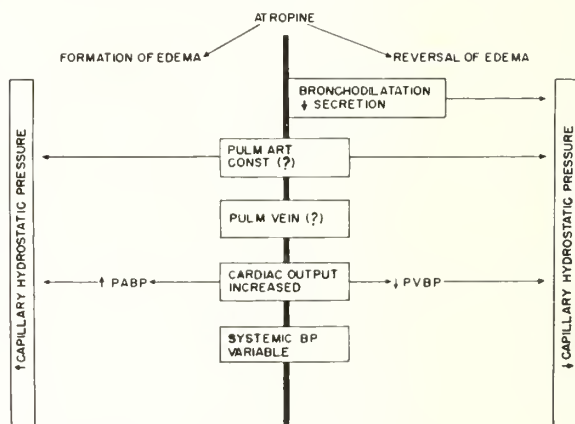 ATROPINE
FORMATION OF EDEMA
REVERSAL OF EDEMA
BRONCHODILATATION
↓ SECRETION
PULM ART
CONST (?)
PULM VEIN (?)
↑ PABP
CARDIAC OUTPUT
INCREASED
↓ PVBP
SYSTEMIC BP
VARIABLE
↑ CAPILLARY HYDROSTATIC PRESSURE
↓ CAPILLARY HYDROSTATIC PRESSURE